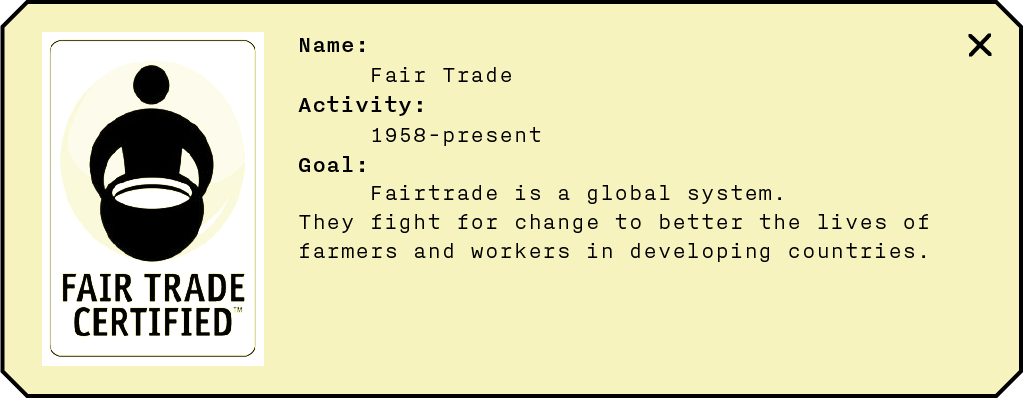 FAIR TRADE
CERTIFIED™
Name:
Fair Trade
Activity:
1958-present
Goal:
Fairtrade is a global system.
They fight for change to better the lives of
farmers and workers in developing countries.